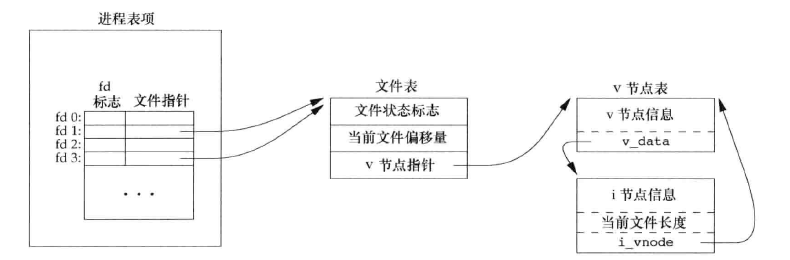 进程表项
fd
标志 文件指针
fd 0:
fd 1:
fd 2:
fd 3:
···
文件表
文件状态标志
当前文件偏移量
v 节点指针
v 节点表
v 节点信息
v_data
i 节点信息
当前文件长度
i_vnode